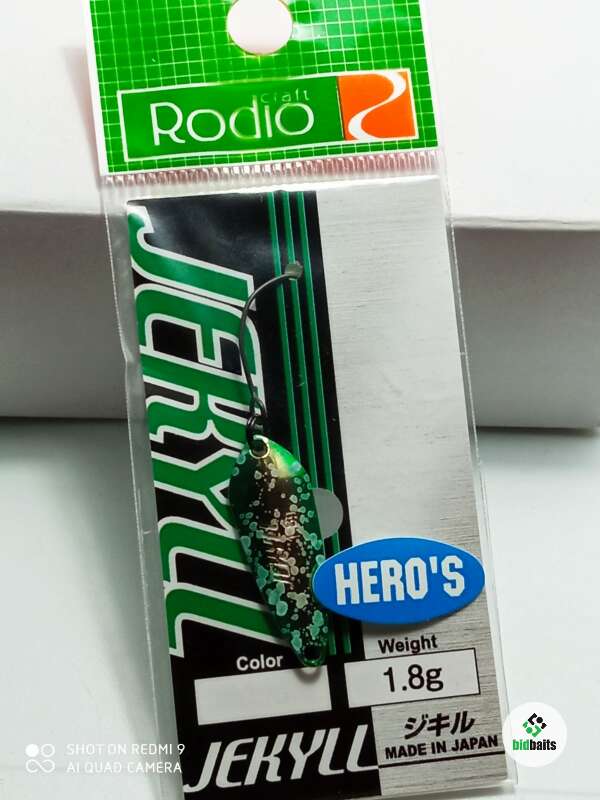 Craft
Rodio
JEKYLL
JEKYLL
HERO'S
Color
Weight
1.8g
JEKYLL
ジキル
MADE IN JAPAN
bidbaits
SHOT ON REDMI 9
AI QUAD CAMERA